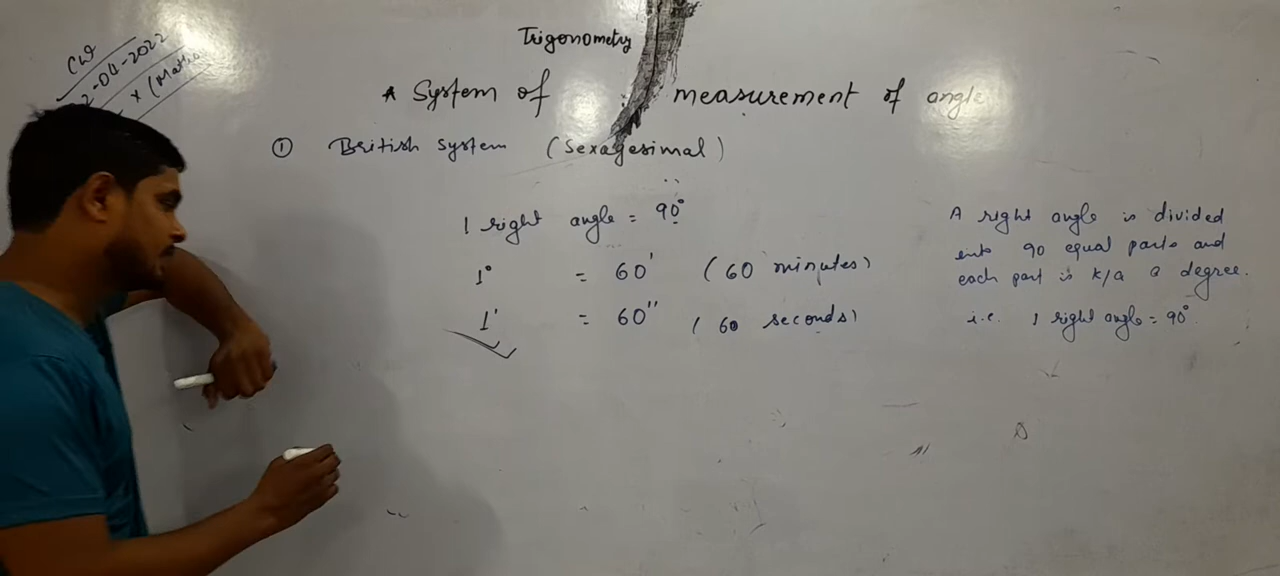 CW
2-04-2022
X (Maths
Trigonometry
* System of measurement of angle
① British system (Sexagesimal)
1 right angle = 90°
1° = 60' (60 minutes)
1' = 60'' (60 seconds)
A right angle is divided
into 90 equal parts and
each part is k/a a degree.
i.e. 1 right angle = 90°.